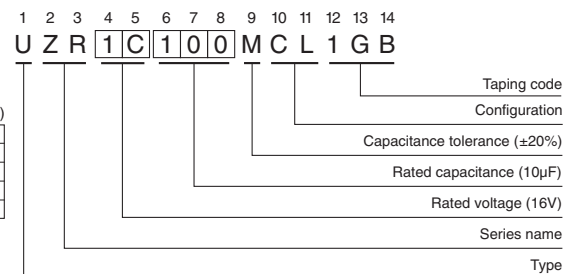 1 2 3 4 5 6 7 8 9 10 11 12 13 14
U Z R 1 C 1 0 0 M C L 1 G B
Taping code
)
Configuration
Capacitance tolerance (±20%)
Rated capacitance (10µF)
Rated voltage (16V)
Series name
Type